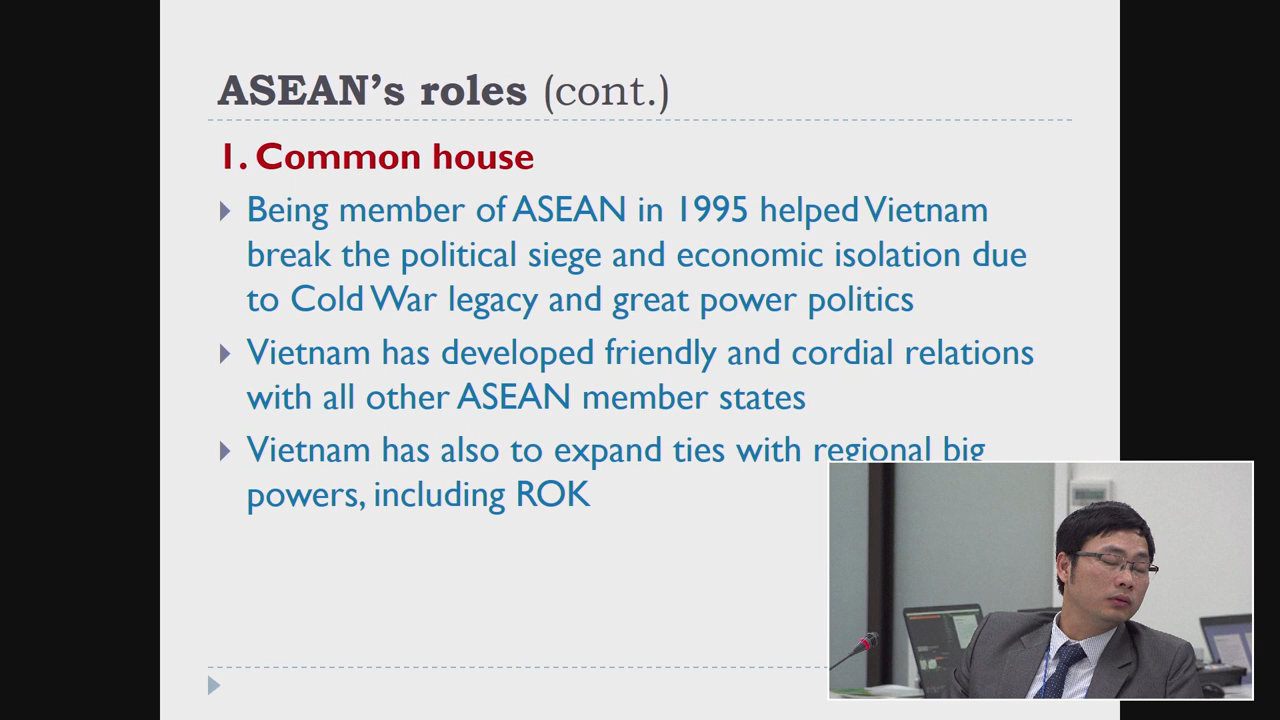 ASEAN's roles (cont.)
1. Common house
Being member of ASEAN in 1995 helped Vietnam
break the political siege and economic isolation due
to Cold War legacy and great power politics
Vietnam has developed friendly and cordial relations
with all other ASEAN member states
Vietnam has also to expand ties with regional big
powers, including ROK